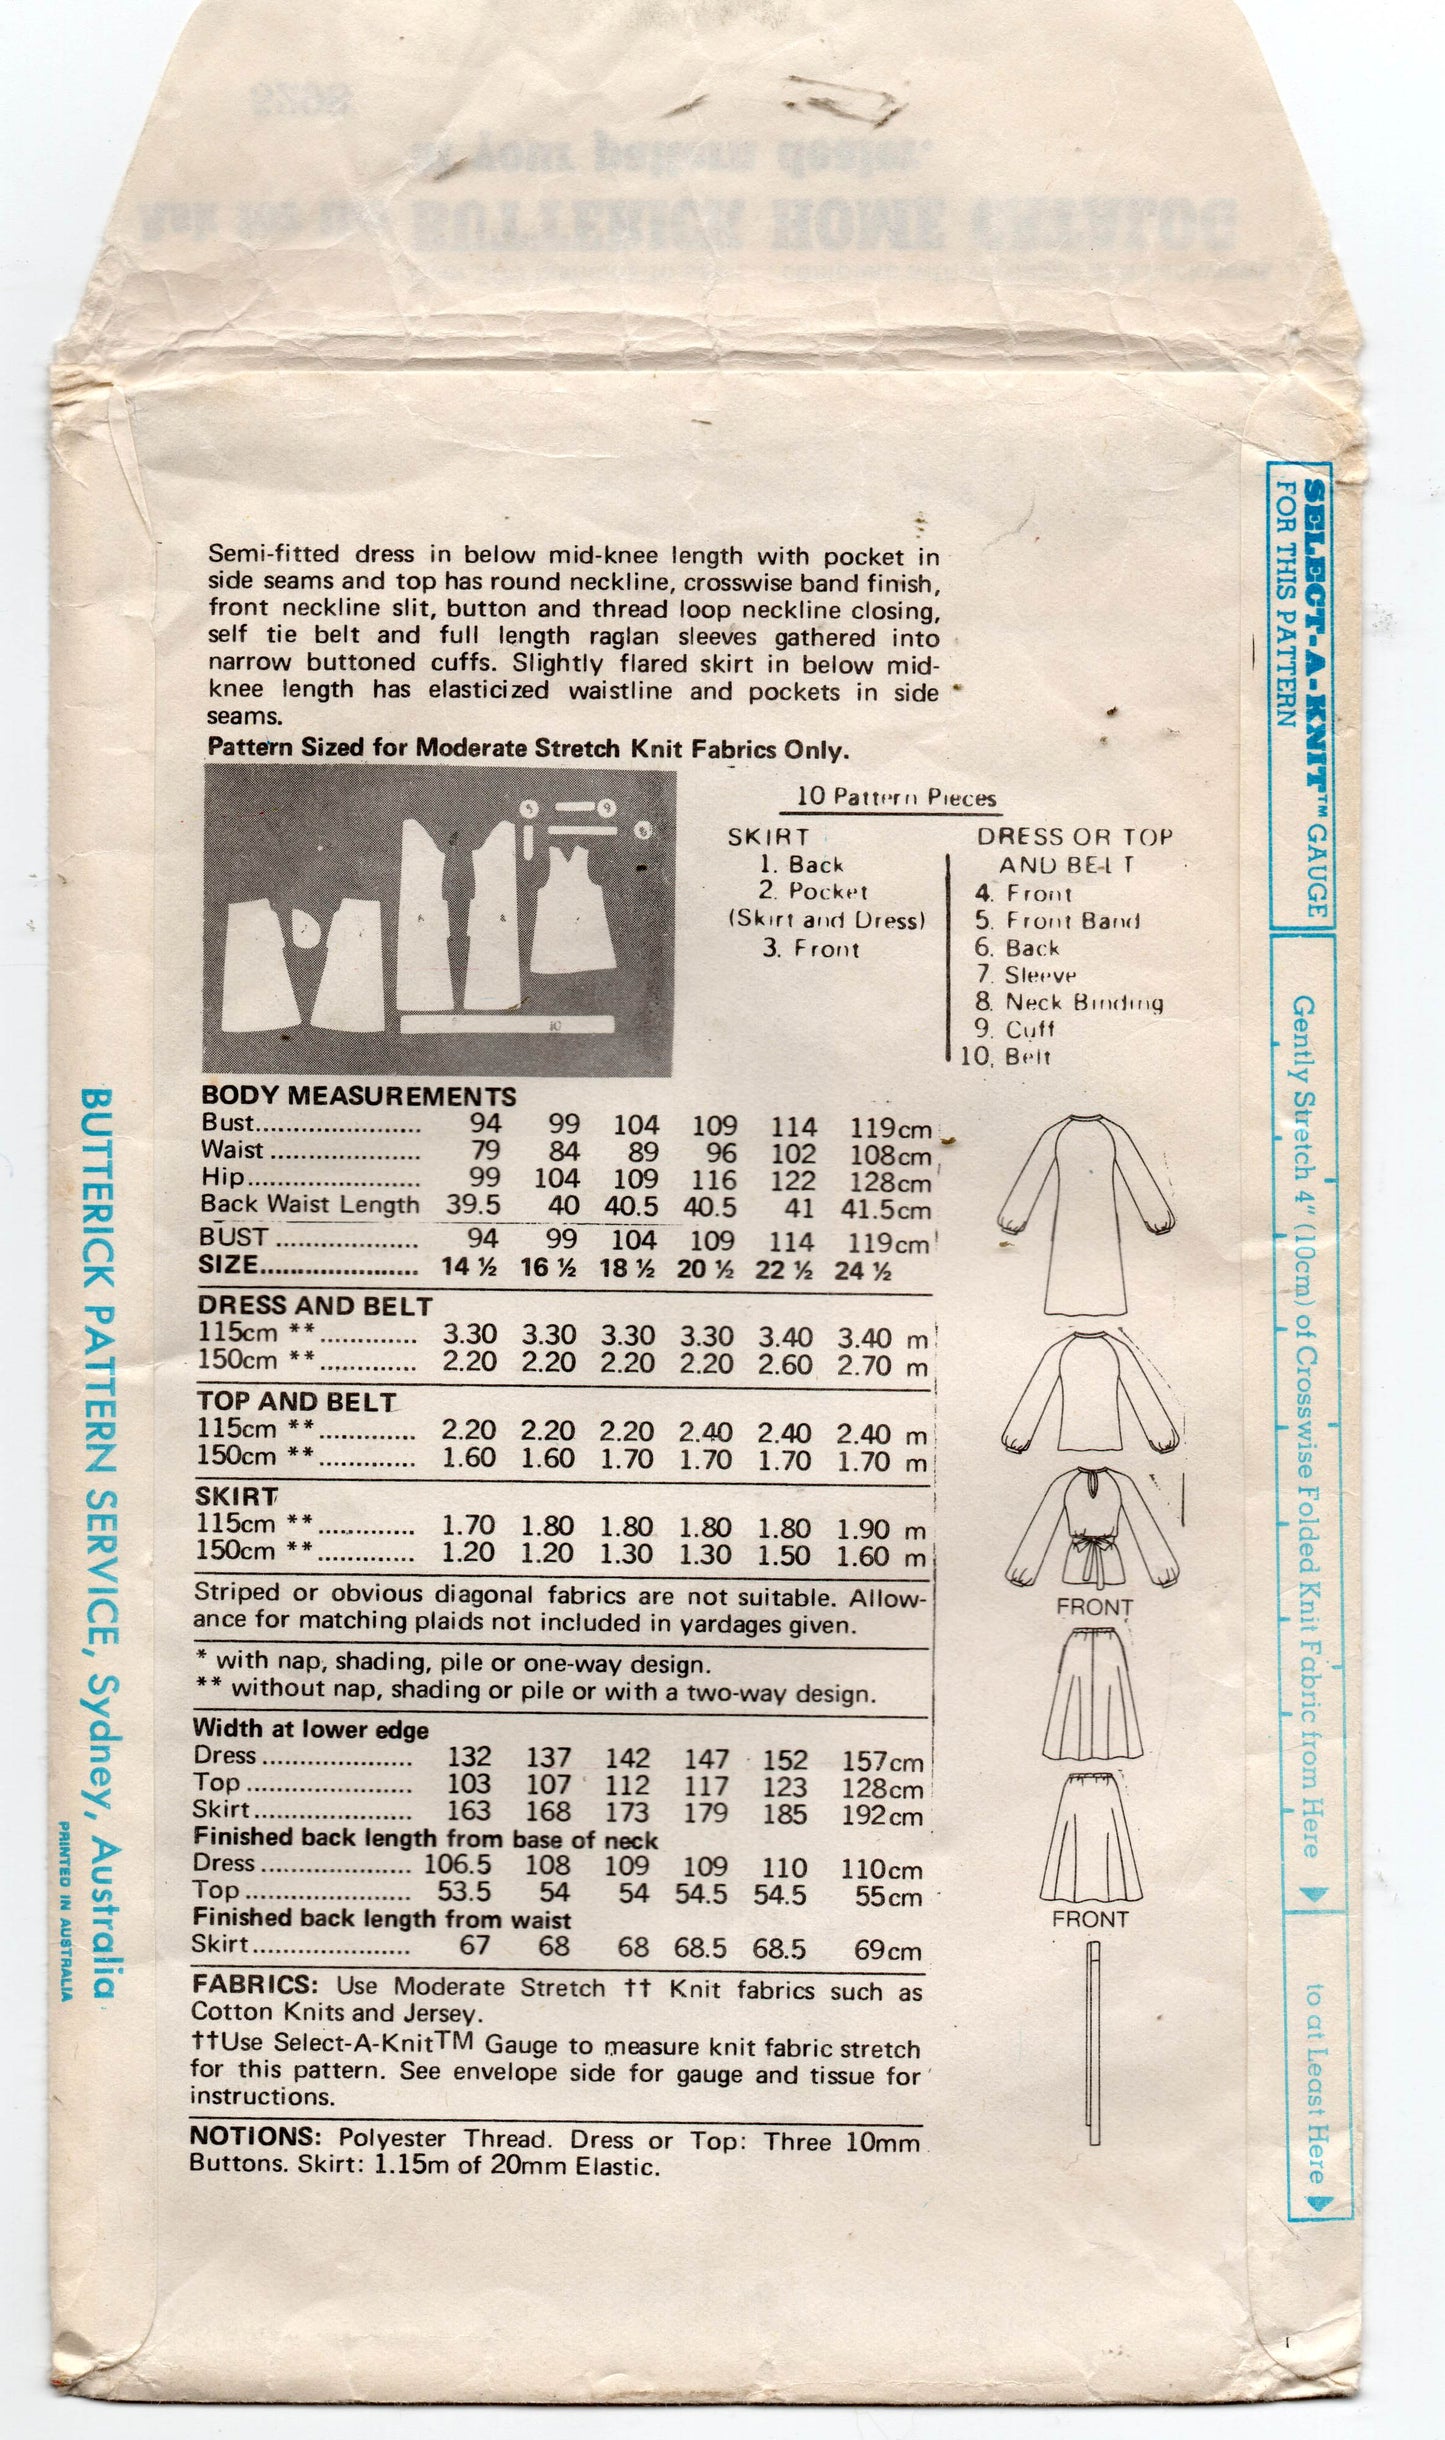 Semi-fitted dress in below mid-knee length with pocket in
side seams and top has round neckline, crosswise band finish,
front neckline slit, button and thread loop neckline closing,
self tie belt and full length raglan sleeves gathered into
narrow buttoned cuffs. Slightly flared skirt in below mid-
knee length has elasticized waistline and pockets in side
seams.
Pattern Sized for Moderate Stretch Knit Fabrics Only.
10 Pattern Pieces
SKIRT
1. Back
2. Pocket
(Skirt and Dress)
3. Front
DRESS OR TOP
AND BELT
4. Front
5. Front Band
6. Back
7. Sleeve
8. Neck Binding
9. Cuff
10. Belt
BODY MEASUREMENTS
Bust...................... 94 99 104 109 114 119cm
Waist .................... 79 84 89 96 102 108cm
Hip....................... 99 104 109 116 122 128cm
Back Waist Length 39.5 40 40.5 40.5 41 41.5cm
BUST ................... 94 99 104 109 114 119cm
SIZE...................... 14 ½ 16 ½ 18 ½ 20 ½ 22 ½ 24 ½
DRESS AND BELT
115cm **............. 3.30 3.30 3.30 3.30 3.40 3.40 m
150cm **............. 2.20 2.20 2.20 2.20 2.60 2.70 m
TOP AND BELT
115cm **............. 2.20 2.20 2.20 2.40 2.40 2.40 m
150cm **............. 1.60 1.60 1.70 1.70 1.70 1.70 m
SKIRT
115cm **............. 1.70 1.80 1.80 1.80 1.80 1.90 m
150cm **............. 1.20 1.20 1.30 1.30 1.50 1.60 m
Striped or obvious diagonal fabrics are not suitable. Allow-
ance for matching plaids not included in yardages given.
* with nap, shading, pile or one-way design.
** without nap, shading or pile or with a two-way design.
Width at lower edge
Dress .................... 132 137 142 147 152 157cm
Top ...................... 103 107 112 117 123 128cm
Skirt..................... 163 168 173 179 185 192cm
Finished back length from base of neck
Dress .................... 106.5 108 109 109 110 110cm
Top ...................... 53.5 54 54 54.5 54.5 55cm
Finished back length from waist
Skirt..................... 67 68 68 68.5 68.5 69cm
FABRICS: Use Moderate Stretch †† Knit fabrics such as
Cotton Knits and Jersey.
††Use Select-A-Knit™ Gauge to measure knit fabric stretch
for this pattern. See envelope side for gauge and tissue for
instructions.
NOTIONS: Polyester Thread. Dress or Top: Three 10mm
Buttons. Skirt: 1.15m of 20mm Elastic.
FRONT
FRONT
BUTTERICK PATTERN SERVICE, Sydney, Australia
PRINTED IN AUSTRALIA
SELECT-A-KNIT™ GAUGE
FOR THIS PATTERN
Gently Stretch 4" (10cm) of Crosswise Folded Knit Fabric from Here
to at Least Here